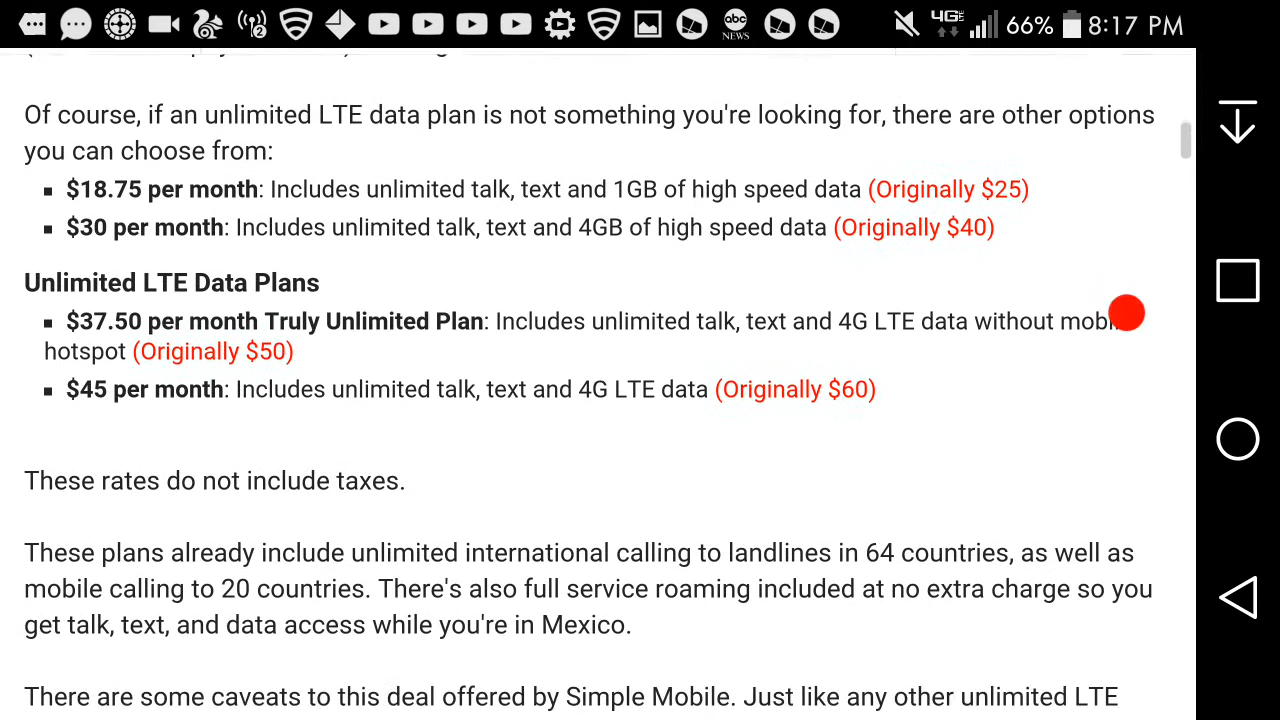 4GE 66% 8:17 PM
abc
NEWS
2
Of course, if an unlimited LTE data plan is not something you're looking for, there are other options
you can choose from:
▪ $18.75 per month: Includes unlimited talk, text and 1GB of high speed data (Originally $25)
▪ $30 per month: Includes unlimited talk, text and 4GB of high speed data (Originally $40)
Unlimited LTE Data Plans
▪ $37.50 per month Truly Unlimited Plan: Includes unlimited talk, text and 4G LTE data without
hotspot (Originally $50)
▪ $45 per month: Includes unlimited talk, text and 4G LTE data (Originally $60)
These rates do not include taxes.
These plans already include unlimited international calling to landlines in 64 countries, as well as
mobile calling to 20 countries. There's also full service roaming included at no extra charge so you
get talk, text, and data access while you're in Mexico.
There are some caveats to this deal offered by Simple Mobile. Just like any other unlimited LTE